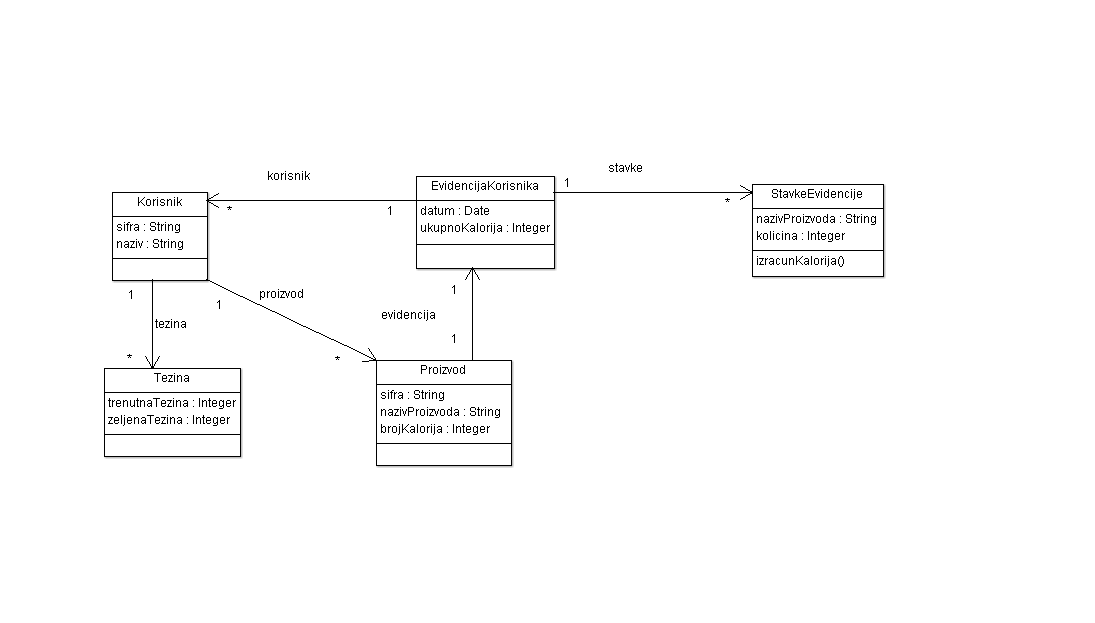 stavke
korisnik
EvidencijaKorisnika
1
StavkeEvidencije
Korisnik
*
1
*
datum : Date
ukupnoKalorija : Integer
nazivProizvoda : String
kolicina : Integer
sifra : String
naziv : String
izracunKalorija()
1
1
proizvod
1
evidencija
tezina
1
*
*
Tezina
trenutnaTezina : Integer
zeljenaTezina : Integer
Proizvod
sifra : String
nazivProizvoda : String
brojKalorija : Integer